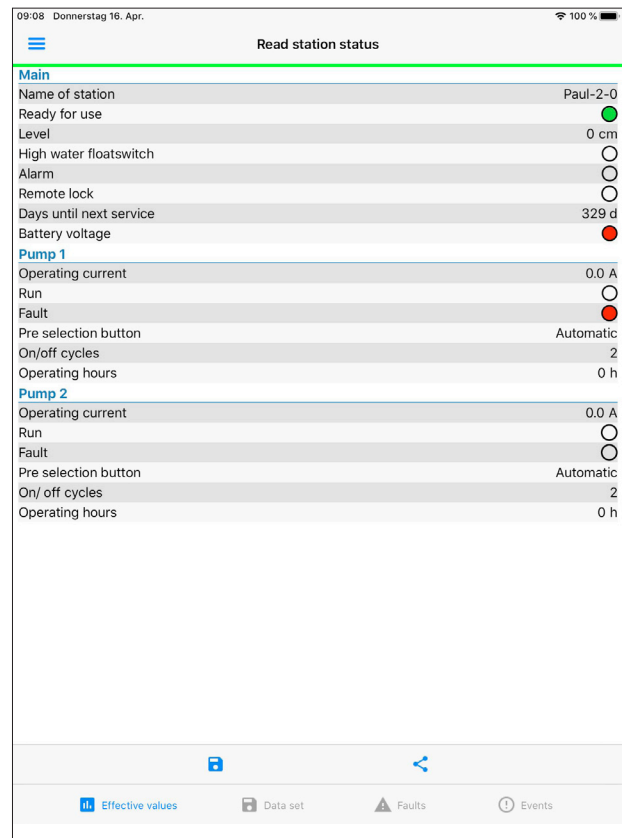 09:08 Donnerstag 16. Apr. 100 %
Read station status
Main
Name of station Paul-2-0
Ready for use
Level 0 cm
High water floatswitch
Alarm
Remote lock
Days until next service 329 d
Battery voltage
Pump 1
Operating current 0.0 A
Run
Fault
Pre selection button Automatic
On/off cycles 2
Operating hours 0 h
Pump 2
Operating current 0.0 A
Run
Fault
Pre selection button Automatic
On/ off cycles 2
Operating hours 0 h
Effective values Data set Faults Events